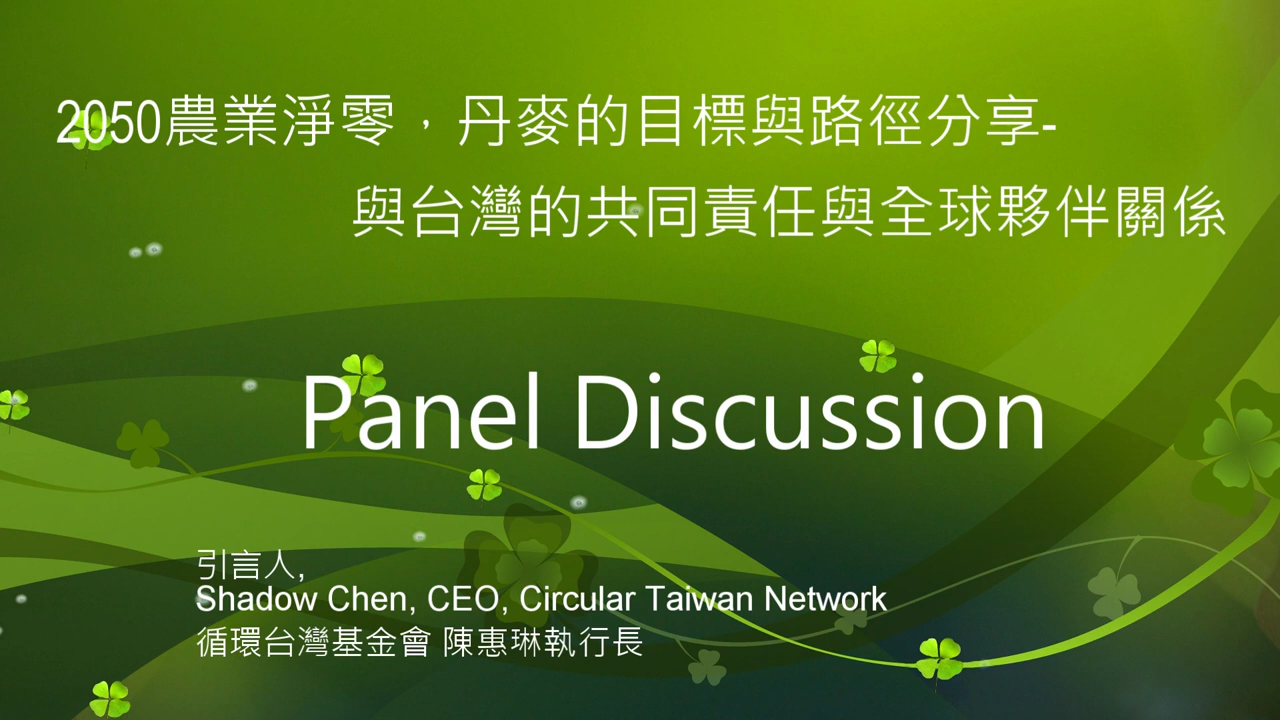 2050農業淨零，丹麥的目標與路徑分享-
與台灣的共同責任與全球夥伴關係
Panel Discussion
引言人,
Shadow Chen, CEO, Circular Taiwan Network
循環台灣基金會 陳惠琳執行長